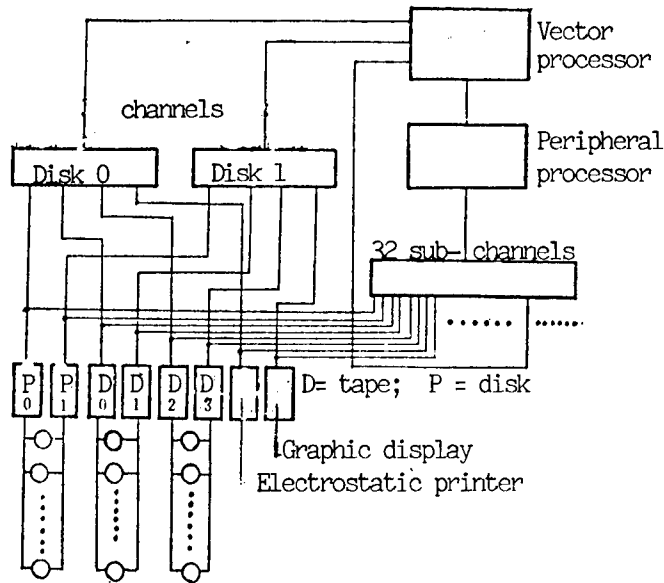 Vector
processor
channels
Disk 0
Disk 1
Peripheral
processor
32 sub-channels
P
0
P
1
D
0
D
1
D
2
D
3
D= tape; P = disk
Graphic display
Electrostatic printer